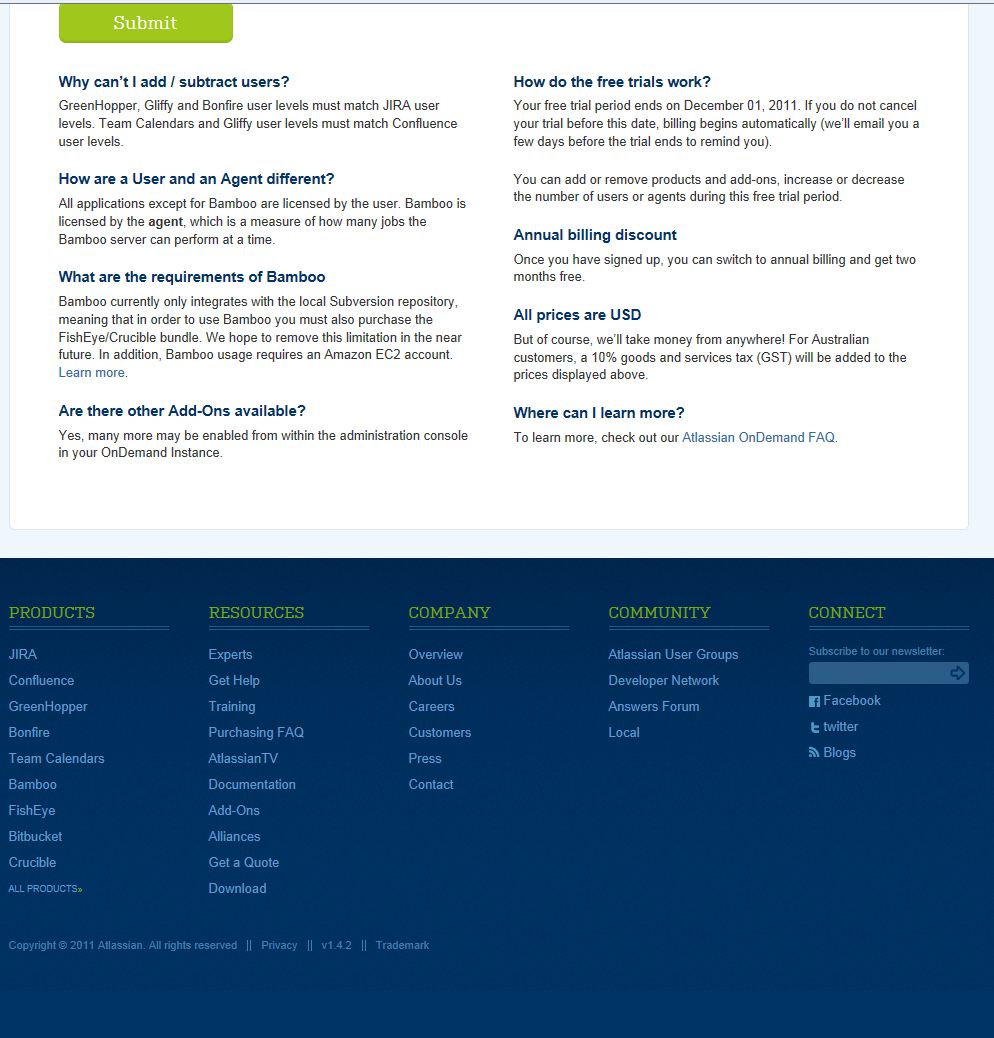 Submit
Why can't I add / subtract users?
GreenHopper, Gliffy and Bonfire user levels must match JIRA user
levels. Team Calendars and Gliffy user levels must match Confluence
user levels.
How are a User and an Agent different?
All applications except for Bamboo are licensed by the user. Bamboo is
licensed by the agent, which is a measure of how many jobs the
Bamboo server can perform at a time.
What are the requirements of Bamboo
Bamboo currently only integrates with the local Subversion repository,
meaning that in order to use Bamboo you must also purchase the
FishEye/Crucible bundle. We hope to remove this limitation in the near
future. In addition, Bamboo usage requires an Amazon EC2 account.
Learn more.
Are there other Add-Ons available?
Yes, many more may be enabled from within the administration console
in your OnDemand Instance.
How do the free trials work?
Your free trial period ends on December 01, 2011. If you do not cancel
your trial before this date, billing begins automatically (we'll email you a
few days before the trial ends to remind you).
You can add or remove products and add-ons, increase or decrease
the number of users or agents during this free trial period.
Annual billing discount
Once you have signed up, you can switch to annual billing and get two
months free.
All prices are USD
But of course, we'll take money from anywhere! For Australian
customers, a 10% goods and services tax (GST) will be added to the
prices displayed above.
Where can I learn more?
To learn more, check out our Atlassian OnDemand FAQ.
PRODUCTS
JIRA
Confluence
GreenHopper
Bonfire
Team Calendars
Bamboo
FishEye
Bitbucket
Crucible
ALL PRODUCTS»
RESOURCES
Experts
Get Help
Training
Purchasing FAQ
AtlassianTV
Documentation
Add-Ons
Alliances
Get a Quote
Download
COMPANY
Overview
About Us
Careers
Customers
Press
Contact
COMMUNITY
Atlassian User Groups
Developer Network
Answers Forum
Local
CONNECT
Subscribe to our newsletter:
Facebook
twitter
Blogs
Copyright © 2011 Atlassian. All rights reserved || Privacy || v1.4.2 || Trademark